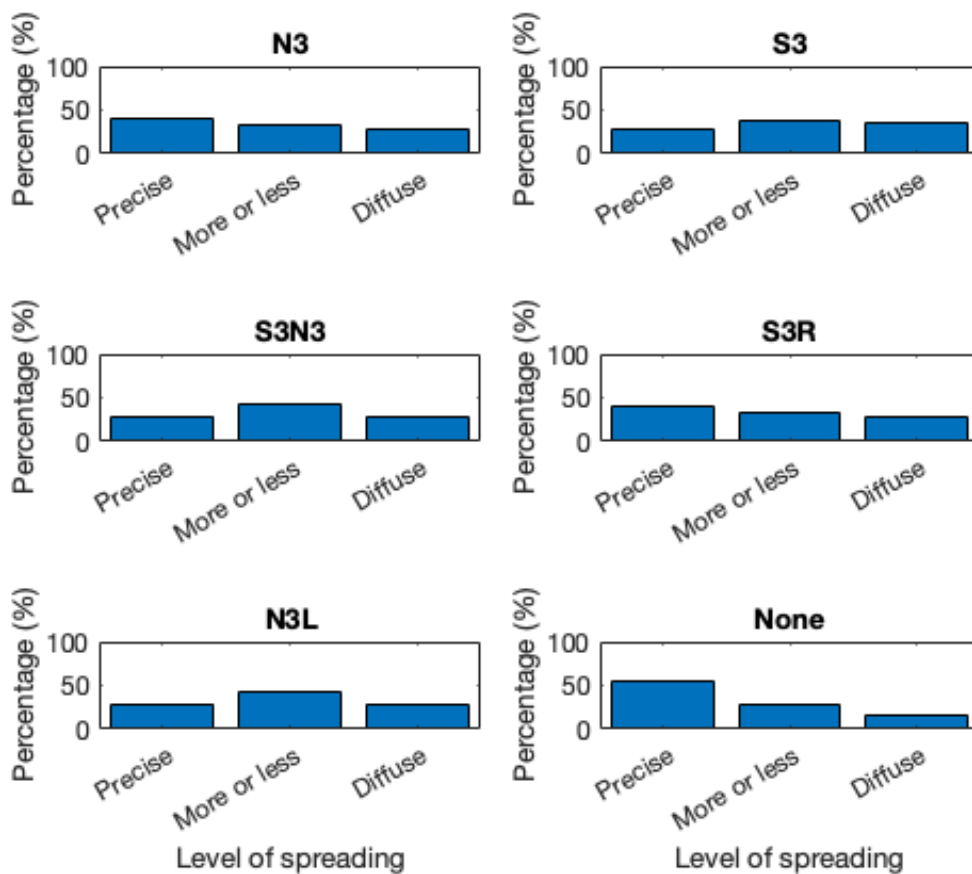 N3
Percentage (%)
100
50
0
Precise
More or less
Diffuse
S3
Percentage (%)
100
50
0
Precise
More or less
Diffuse
S3N3
Percentage (%)
100
50
0
Precise
More or less
Diffuse
S3R
Percentage (%)
100
50
0
Precise
More or less
Diffuse
N3L
Percentage (%)
100
50
0
Precise
More or less
Diffuse
Level of spreading
None
Percentage (%)
100
50
0
Precise
More or less
Diffuse
Level of spreading